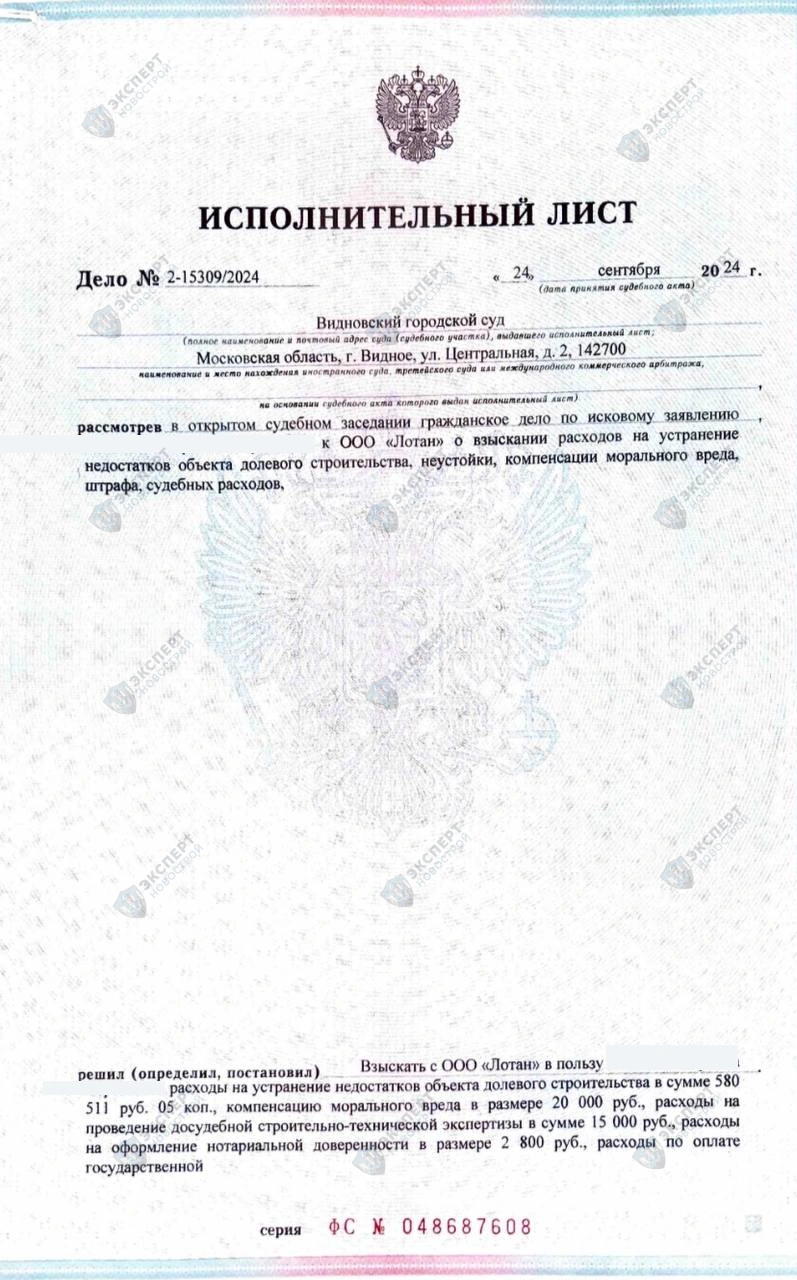 ИСПОЛНИТЕЛЬНЫЙ ЛИСТ
Дело № 2-15309/2024 « 24» сентября 20 24 г.
(дата принятия судебного акта)
Видновский городской суд
(полное наименование и почтовый адрес суда (судебного участка), выдавшего исполнительный лист;
Московская область, г. Видное, ул. Центральная, д. 2, 142700
наименование и место нахождения иностранного суда, третейского суда или международного коммерческого арбитража,
,
на основании судебного акта которого выдан исполнительный лист)
рассмотрев в открытом судебном заседании гражданское дело по исковому заявлению ,
к ООО «Лотан» о взыскании расходов на устранение
недостатков объекта долевого строительства, неустойки, компенсации морального вреда,
штрафа, судебных расходов,
решил (определил, постановил) Взыскать с ООО «Лотан» в пользу
расходы на устранение недостатков объекта долевого строительства в сумме 580
511 руб. 05 коп., компенсацию морального вреда в размере 20 000 руб., расходы на
проведение досудебной строительно-технической экспертизы в сумме 15 000 руб., расходы
на оформление нотариальной доверенности в размере 2 800 руб., расходы по оплате
государственной
серия ФС № 048687608
ЭКСПЕРТ
НОВОСТРОЙ